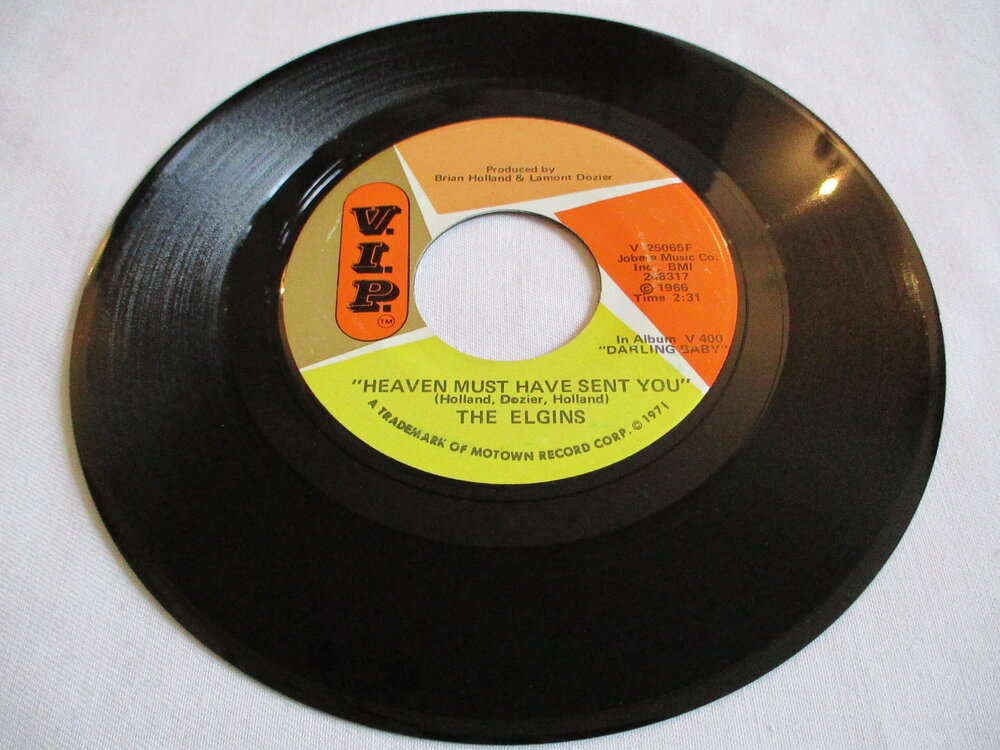 Produced by
Brian Holland & Lamont Dozier
V.
I.
P.
TM
V 25065F
Jobete Music Co.
Inc., BMI
© 1966
Time 2:31
In Album V 400
"DARLING BABY"
"HEAVEN MUST HAVE SENT YOU"
(Holland, Dozier, Holland)
THE ELGINS
A TRADEMARK OF MOTOWN RECORD CORP. © 1971